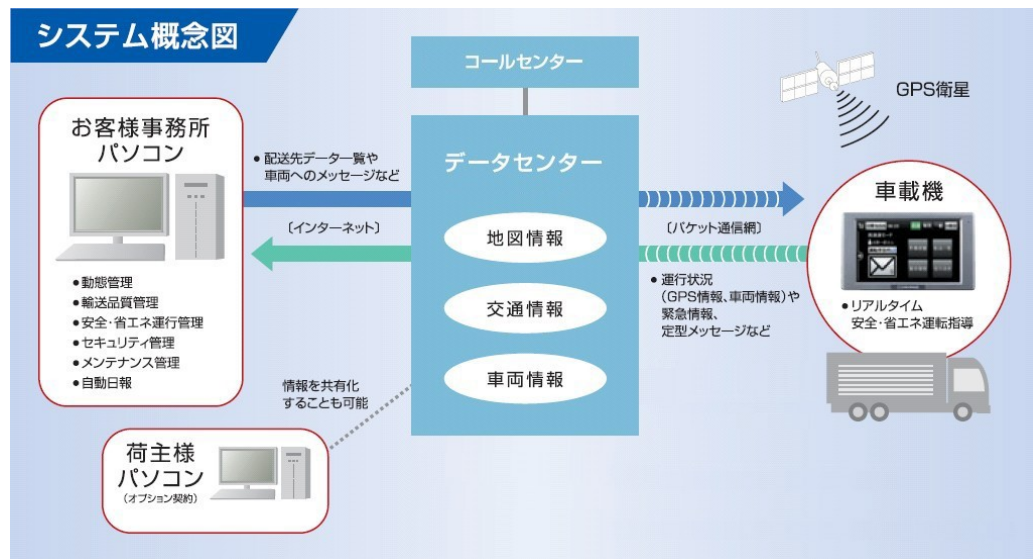 システム概念図
コールセンター
GPS衛星
お客様事務所
パソコン
●配送先データ一覧や
車両へのメッセージなど
データセンター
車載機
〔インターネット〕
地図情報
〔パケット通信網〕
●動態管理
●輸送品質管理
●安全・省エネ運行管理
●セキュリティ管理
●メンテナンス管理
●自動日報
交通情報
●運行状況
(GPS情報、車両情報)や
緊急情報、
定型メッセージなど
●リアルタイム
安全・省エネ運転指導
車両情報
情報を共有化
することも可能
荷主様
パソコン
(オプション契約)